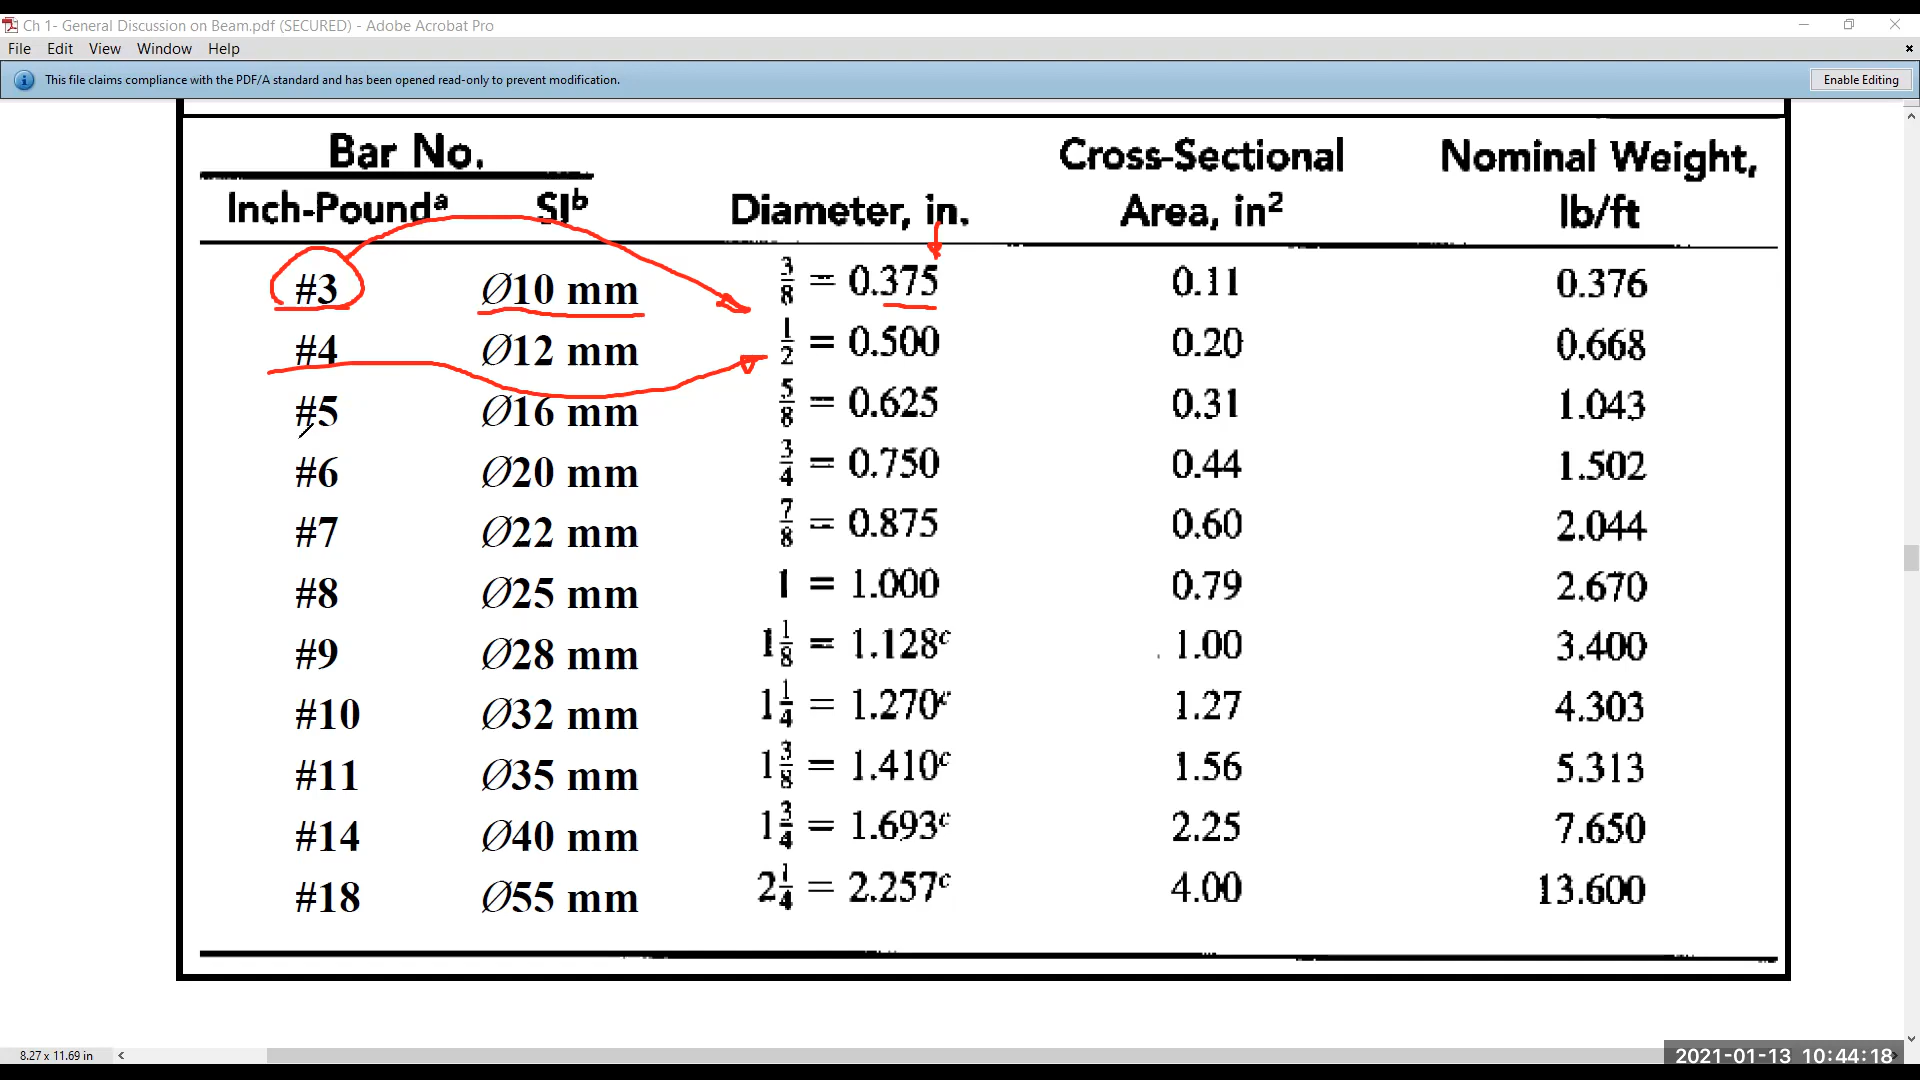 Ch 1- General Discussion on Beam.pdf (SECURED) - Adobe Acrobat Pro
File Edit View Window Help
This file claims compliance with the PDF/A standard and has been opened read-only to prevent modification. Enable Editing
Bar No. Cross-Sectional Nominal Weight,
Inch-Poundᵃ SIᵇ Diameter, in. Area, in² lb/ft
#3 Ø10 mm 3/8 = 0.375 0.11 0.376
#4 Ø12 mm 1/2 = 0.500 0.20 0.668
#5 Ø16 mm 5/8 = 0.625 0.31 1.043
#6 Ø20 mm 3/4 = 0.750 0.44 1.502
#7 Ø22 mm 7/8 = 0.875 0.60 2.044
#8 Ø25 mm 1 = 1.000 0.79 2.670
#9 Ø28 mm 1 1/8 = 1.128ᶜ 1.00 3.400
#10 Ø32 mm 1 1/4 = 1.270ᶜ 1.27 4.303
#11 Ø35 mm 1 3/8 = 1.410ᶜ 1.56 5.313
#14 Ø40 mm 1 3/4 = 1.693ᶜ 2.25 7.650
#18 Ø55 mm 2 1/4 = 2.257ᶜ 4.00 13.600
8.27 x 11.69 in
2021-01-13 10:44:18